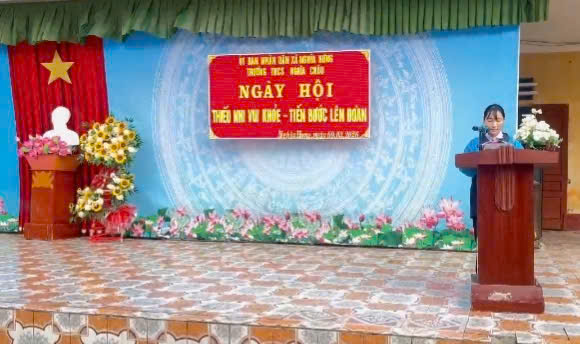 UỶ BAN NHÂN DÂN XÃ NGHĨA HƯNG
TRƯỜNG THCS NGHĨA CHÂU
NGÀY HỘI
THIẾU NHI VUI KHỎE - TIẾN BƯỚC LÊN ĐOÀN